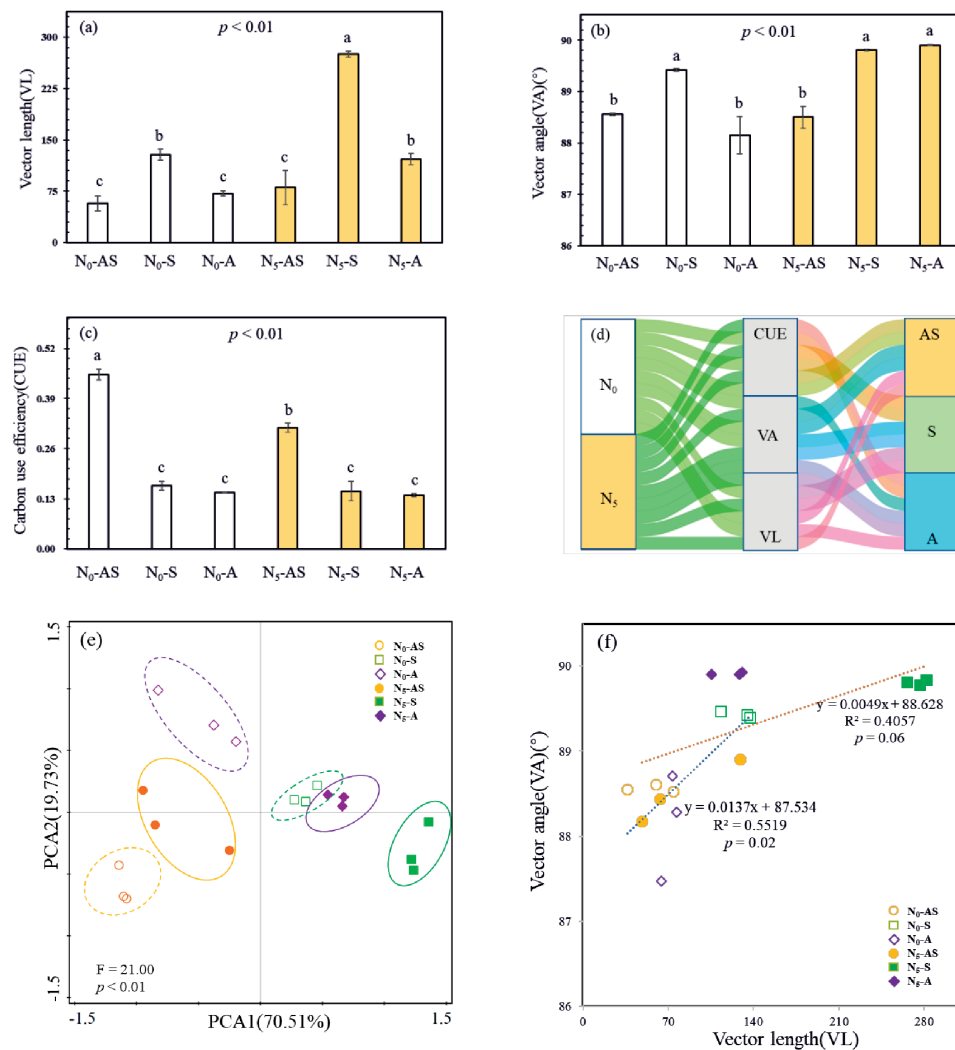 (a)
p < 0.01
Vector length(VL)
300
225
150
75
0
c
b
c
c
a
b
N₀-AS
N₀-S
N₀-A
N₅-AS
N₅-S
N₅-A
(b)
p < 0.01
Vector angle(VA)(°)
90
89
88
87
86
b
a
b
b
a
a
N₀-AS
N₀-S
N₀-A
N₅-AS
N₅-S
N₅-A
(c)
p < 0.01
Carbon use efficiency(CUE)
0.52
0.39
0.26
0.13
0.00
a
c
c
b
c
c
N₀-AS
N₀-S
N₀-A
N₅-AS
N₅-S
N₅-A
(d)
N₀
N₅
CUE
VA
VL
AS
S
A
(e)
1.5
PCA2(19.73%)
-1.5
N₀-AS
N₀-S
N₀-A
N₅-AS
N₅-S
N₅-A
F = 21.00
p < 0.01
-1.5
PCA1(70.51%)
1.5
(f)
Vector angle(VA)(°)
90
89
88
87
86
y = 0.0049x + 88.628
R² = 0.4057
p = 0.06
y = 0.0137x + 87.534
R² = 0.5519
p = 0.02
N₀-AS
N₀-S
N₀-A
N₅-AS
N₅-S
N₅-A
0
70
140
210
280
Vector length(VL)